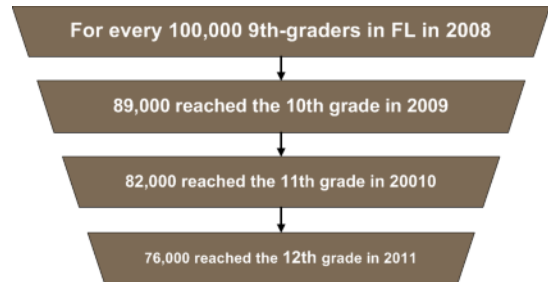 For every 100,000 9th-graders in FL in 2008
89,000 reached the 10th grade in 2009
82,000 reached the 11th grade in 20010
76,000 reached the 12th grade in 2011